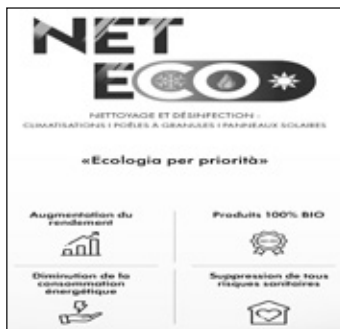 NET
ECO
NETTOYAGE ET DÉSINFECTION :
CLIMATISATIONS I POÊLES À GRANULES I PANNEAUX SOLAIRES
«Ecologia per priorità»
Augmentation du
rendement
Produits 100% BIO
Diminution de la
consommation
énergétique
Suppression de tous
risques sanitaires